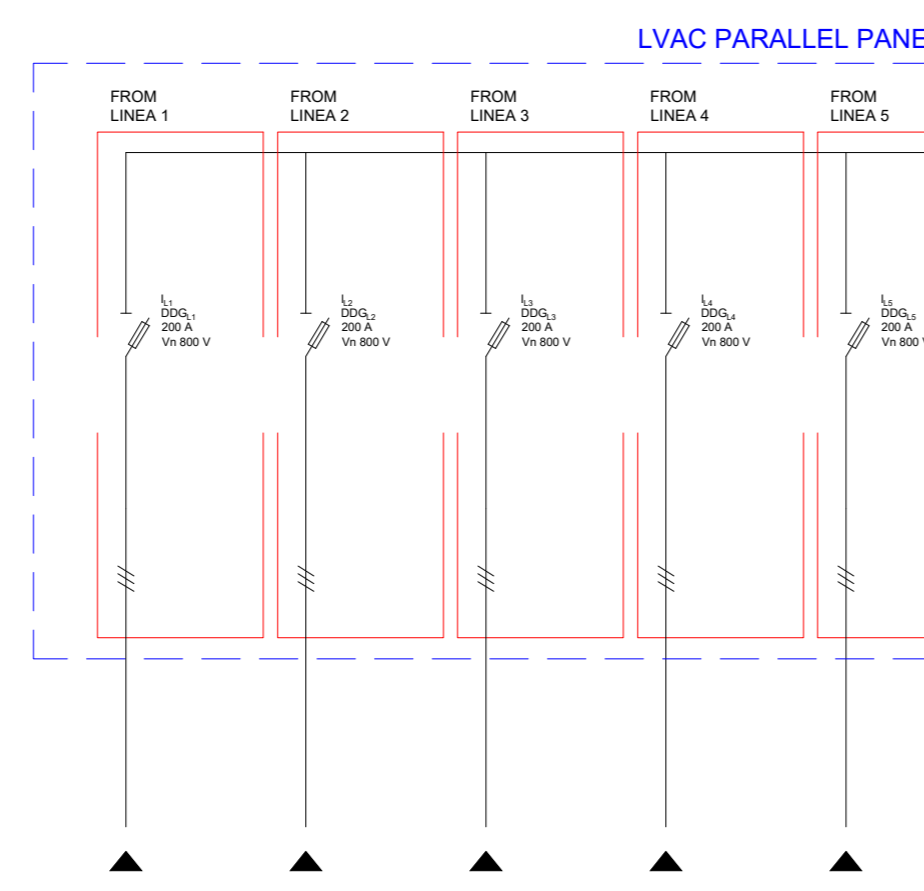 LVAC PARALLEL PANE
FROM
LINEA 1
FROM
LINEA 2
FROM
LINEA 3
FROM
LINEA 4
FROM
LINEA 5
IL1
DDGL1
200 A
Vn 800 V
IL2
DDGL2
200 A
Vn 800 V
IL3
DDGL3
200 A
Vn 800 V
IL4
DDGL4
200 A
Vn 800 V
IL5
DDGL5
200 A
Vn 800 V